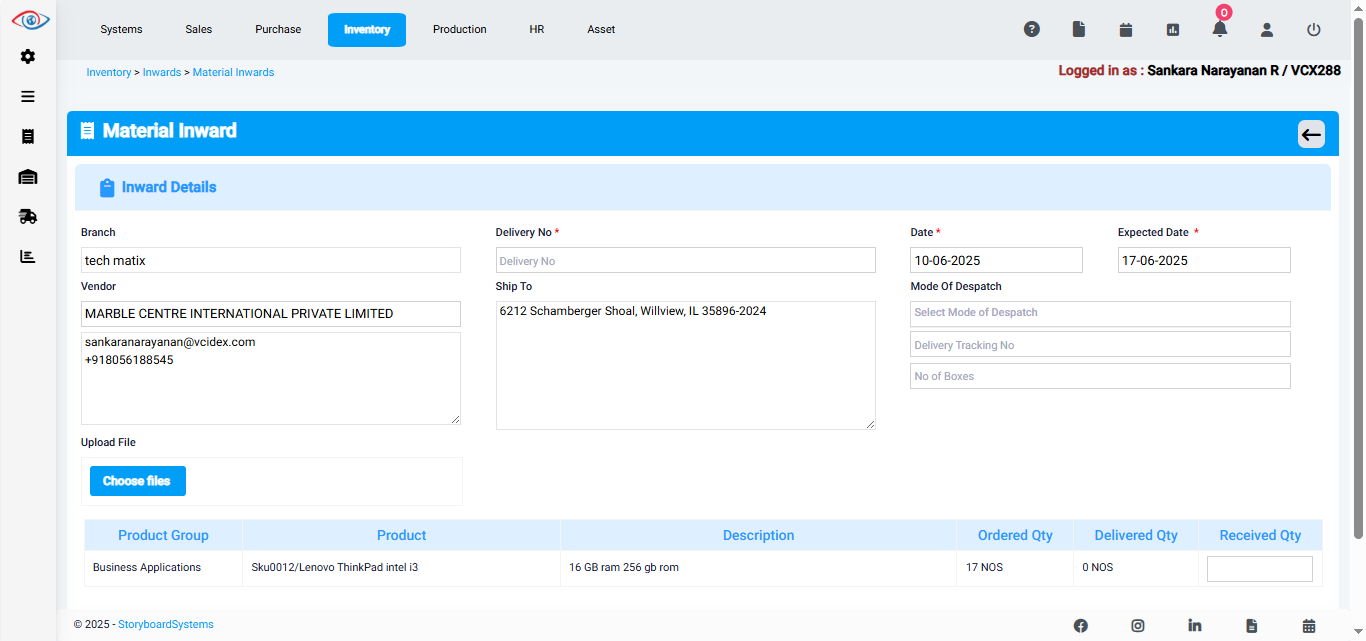 Systems Sales Purchase Inventory Production HR Asset 0
Inventory > Inwards > Material Inwards Logged in as : Sankara Narayanan R / VCX288
Material Inward
Inward Details
Branch Delivery No * Date * Expected Date *
tech matix Delivery No 10-06-2025 17-06-2025
Vendor Ship To Mode Of Despatch
MARBLE CENTRE INTERNATIONAL PRIVATE LIMITED 6212 Schamberger Shoal, Willview, IL 35896-2024 Select Mode of Despatch
sankaranarayanan@vcidex.com Delivery Tracking No
+918056188545
No of Boxes
Upload File
Choose files
Product Group Product Description Ordered Qty Delivered Qty Received Qty
Business Applications Sku0012/Lenovo ThinkPad intel i3 16 GB ram 256 gb rom 17 NOS 0 NOS
© 2025 - StoryboardSystems